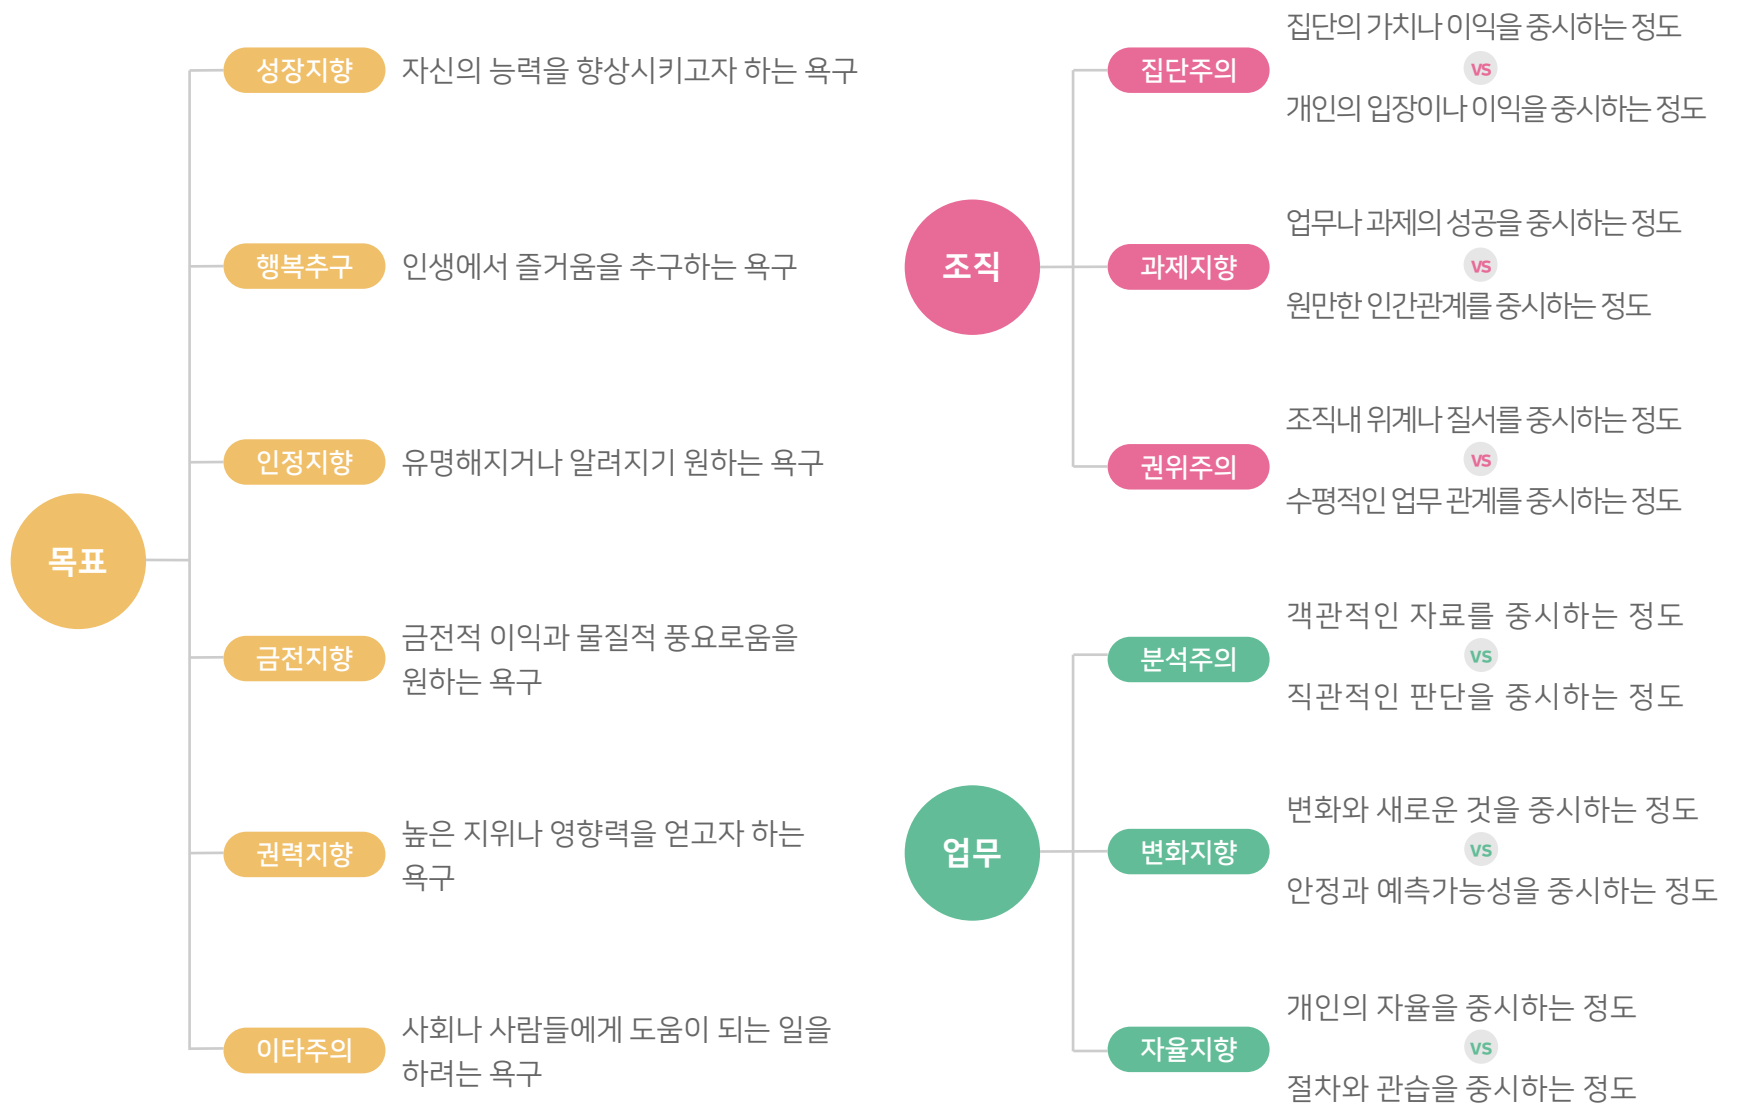 목표
성장지향
자신의 능력을 향상시키고자 하는 욕구
행복추구
인생에서 즐거움을 추구하는 욕구
인정지향
유명해지거나 알려지기 원하는 욕구
금전지향
금전적 이익과 물질적 풍요로움을
원하는 욕구
권력지향
높은 지위나 영향력을 얻고자 하는
욕구
이타주의
사회나 사람들에게 도움이 되는 일을
하려는 욕구
조직
집단주의
집단의 가치나 이익을 중시하는 정도
VS
개인의 입장이나 이익을 중시하는 정도
과제지향
업무나 과제의 성공을 중시하는 정도
VS
원만한 인간관계를 중시하는 정도
권위주의
조직내 위계나 질서를 중시하는 정도
VS
수평적인 업무 관계를 중시하는 정도
업무
분석주의
객관적인 자료를 중시하는 정도
VS
직관적인 판단을 중시하는 정도
변화지향
변화와 새로운 것을 중시하는 정도
VS
안정과 예측가능성을 중시하는 정도
자율지향
개인의 자율을 중시하는 정도
VS
절차와 관습을 중시하는 정도